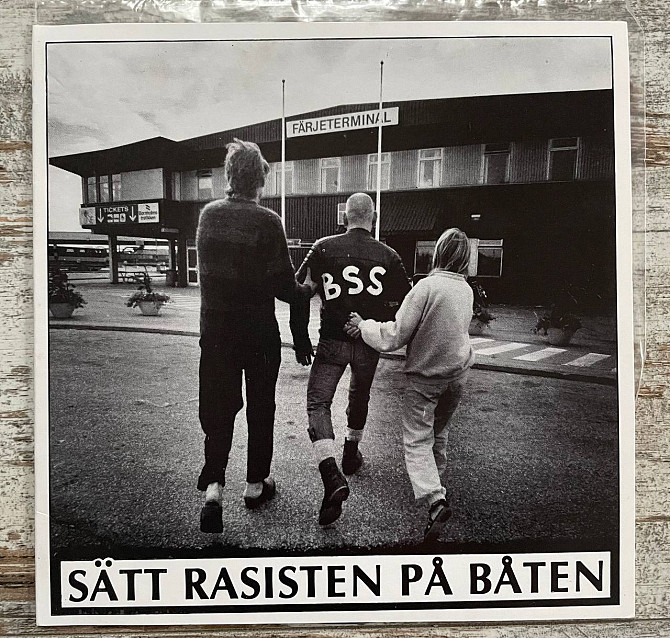 FÄRJETERMINAL
TICKETS
BSS
SÄTT RASISTEN PÅ BÅTEN